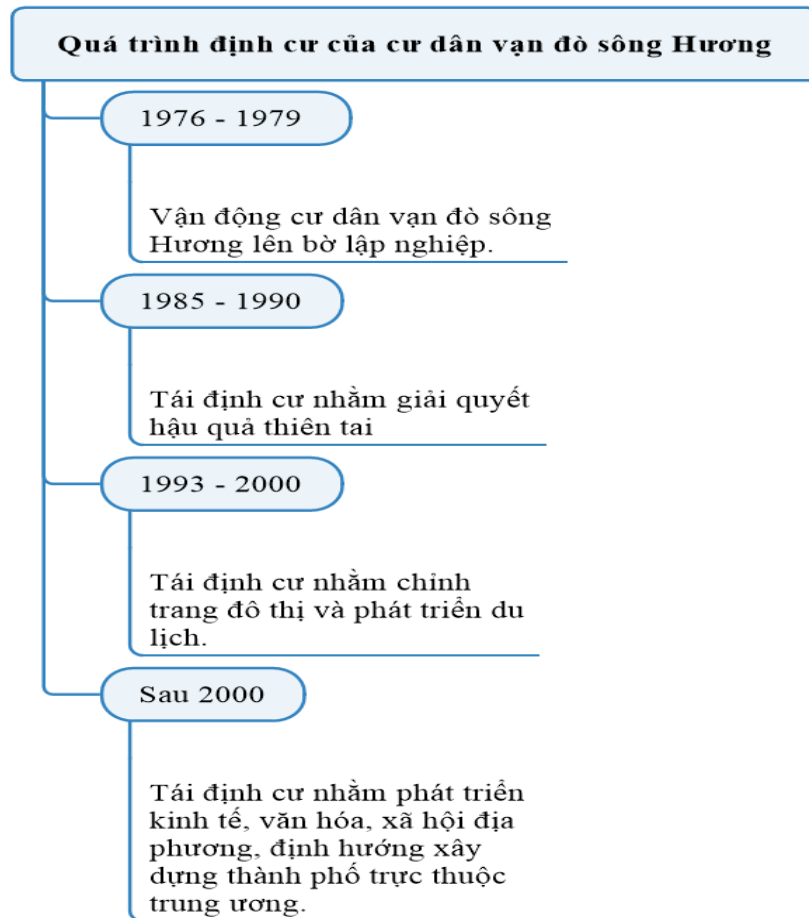 Quá trình định cư của cư dân vạn đò sông Hương
1976 - 1979
Vận động cư dân vạn đò sông
Hương lên bờ lập nghiệp.
1985 - 1990
Tái định cư nhằm giải quyết
hậu quả thiên tai
1993 - 2000
Tái định cư nhằm chỉnh
trang đô thị và phát triển du
lịch.
Sau 2000
Tái định cư nhằm phát triển
kinh tế, văn hóa, xã hội địa
phương, định hướng xây
dựng thành phố trực thuộc
trung ương.